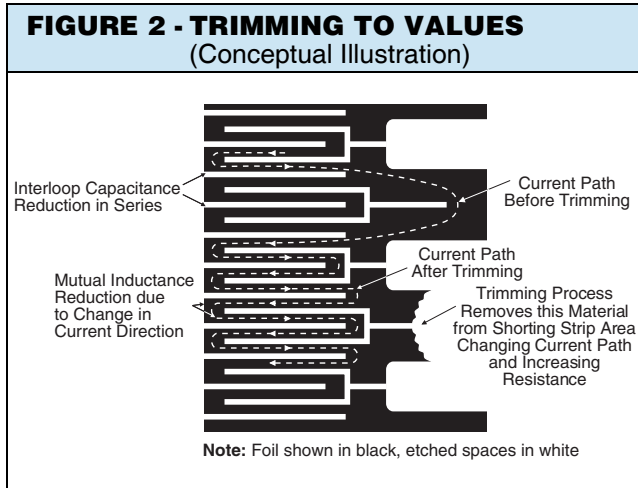 FIGURE 2 - TRIMMING TO VALUES
(Conceptual Illustration)
Interloop Capacitance
Reduction in Series
Current Path
Before Trimming
Mutual Inductance
Reduction due
to Change in
Current Direction
Current Path
After Trimming
Trimming Process
Removes this Material
from Shorting Strip Area
Changing Current Path
and Increasing
Resistance
Note: Foil shown in black, etched spaces in white